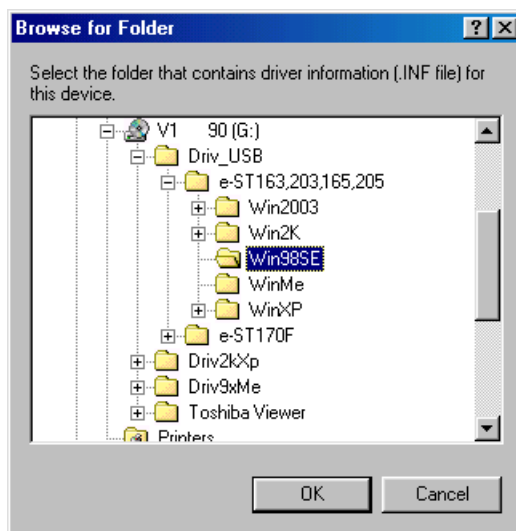 Browse for Folder
Select the folder that contains driver information (.INF file) for
this device.
V1 90 (G:)
Driv_USB
e-ST163,203,165,205
Win2003
Win2K
Win98SE
WinMe
WinXP
e-ST170F
Driv2kXp
Driv9xMe
Toshiba Viewer
Printers
OK Cancel